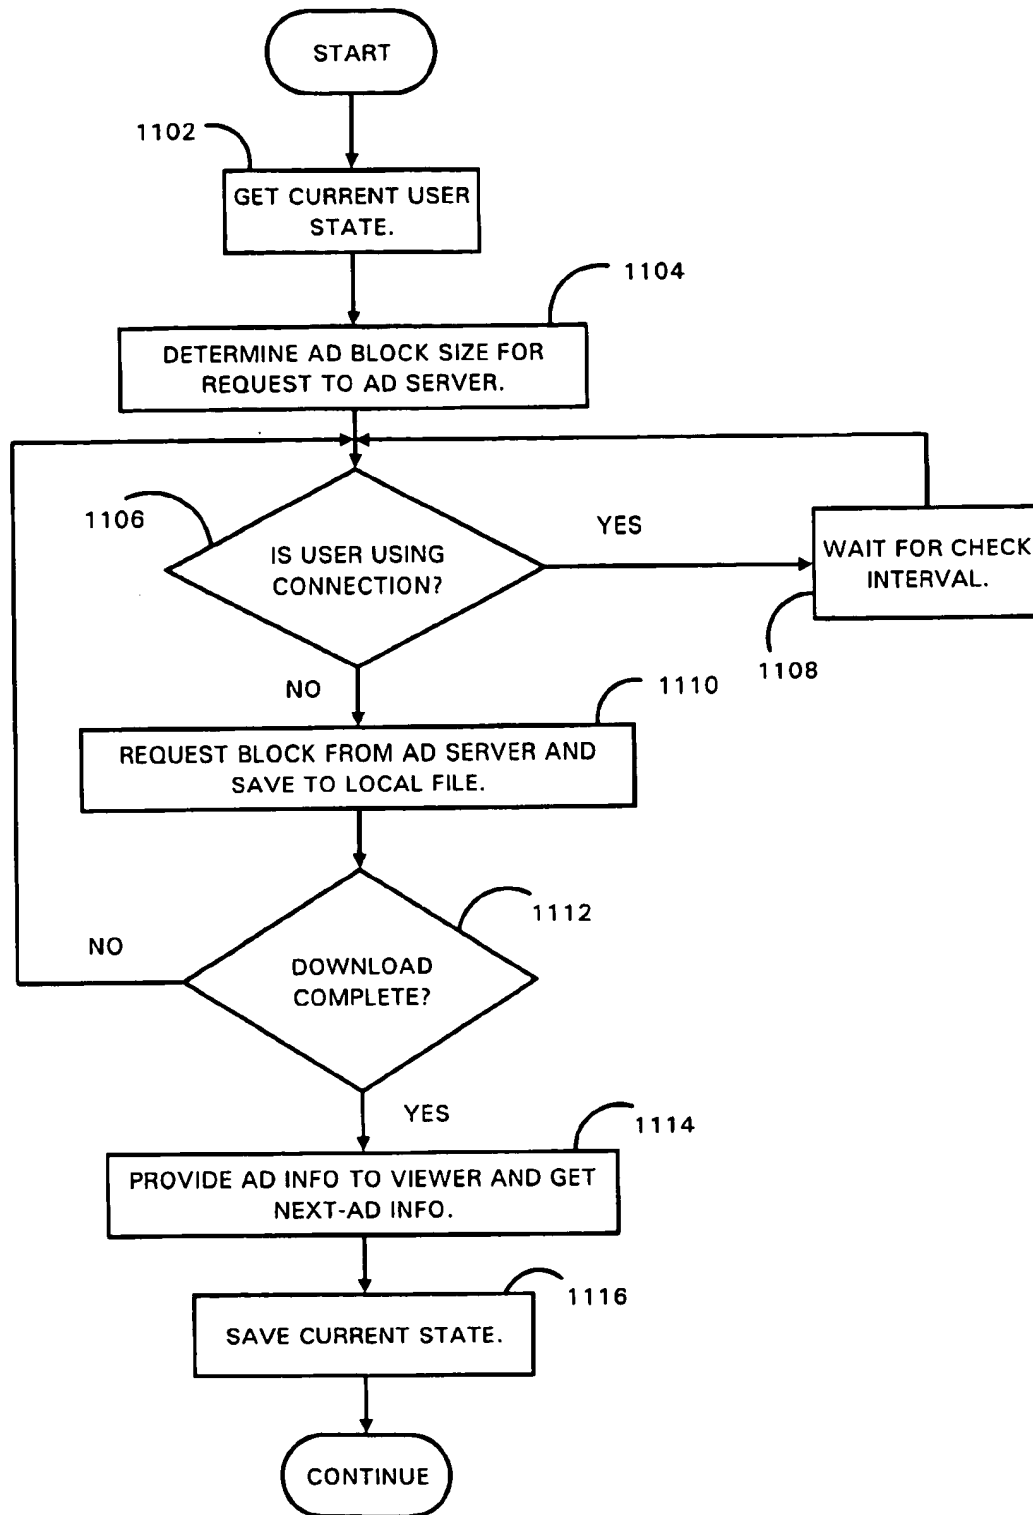 START
1102
GET CURRENT USER
STATE.
1104
DETERMINE AD BLOCK SIZE FOR
REQUEST TO AD SERVER.
1106
IS USER USING
CONNECTION?
YES
WAIT FOR CHECK
INTERVAL.
1108
NO
1110
REQUEST BLOCK FROM AD SERVER AND
SAVE TO LOCAL FILE.
1112
NO
DOWNLOAD
COMPLETE?
YES
1114
PROVIDE AD INFO TO VIEWER AND GET
NEXT-AD INFO.
1116
SAVE CURRENT STATE.
CONTINUE